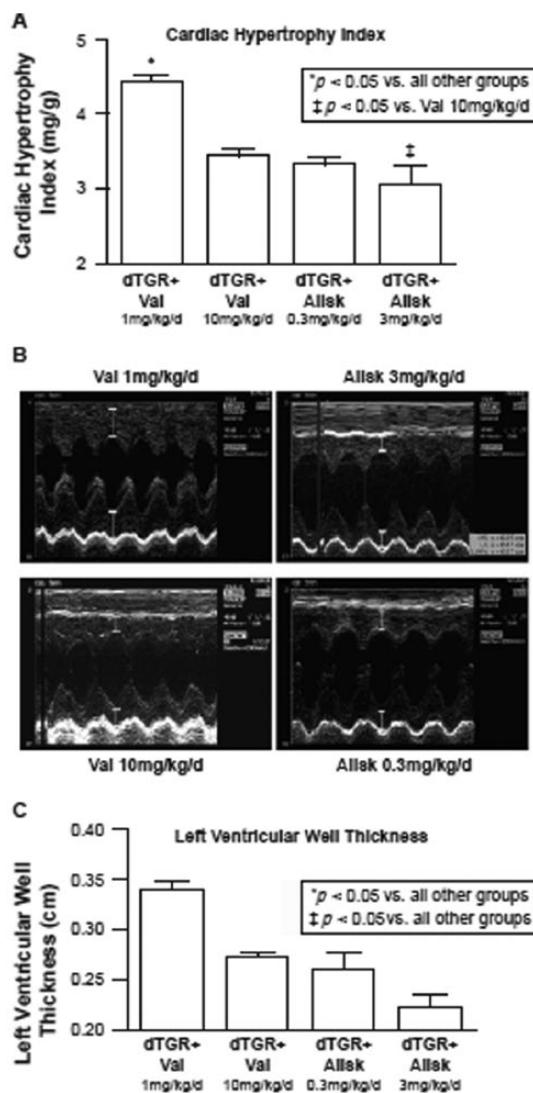 A
Cardiac Hypertrophy Index
Cardiac Hypertrophy
Index (mg/g)
5
4
3
2
*
‡
*p < 0.05 vs. all other groups
‡ p < 0.05 vs. Val 10mg/kg/d
dTGR+ dTGR+ dTGR+ dTGR+
Val Val Alisk Alisk
1mg/kg/d 10mg/kg/d 0.3mg/kg/d 3mg/kg/d
B
Val 1mg/kg/d Alisk 3mg/kg/d
Val 10mg/kg/d Alisk 0.3mg/kg/d
C
Left Ventricular Well Thickness
Left Ventricular Well
Thickness (cm)
0.40
0.35
0.30
0.25
0.20
*p < 0.05 vs. all other groups
‡ p < 0.05 vs. all other groups
dTGR+ dTGR+ dTGR+ dTGR+
Val Val Alisk Alisk
1mg/kg/d 10mg/kg/d 0.3mg/kg/d 3mg/kg/d